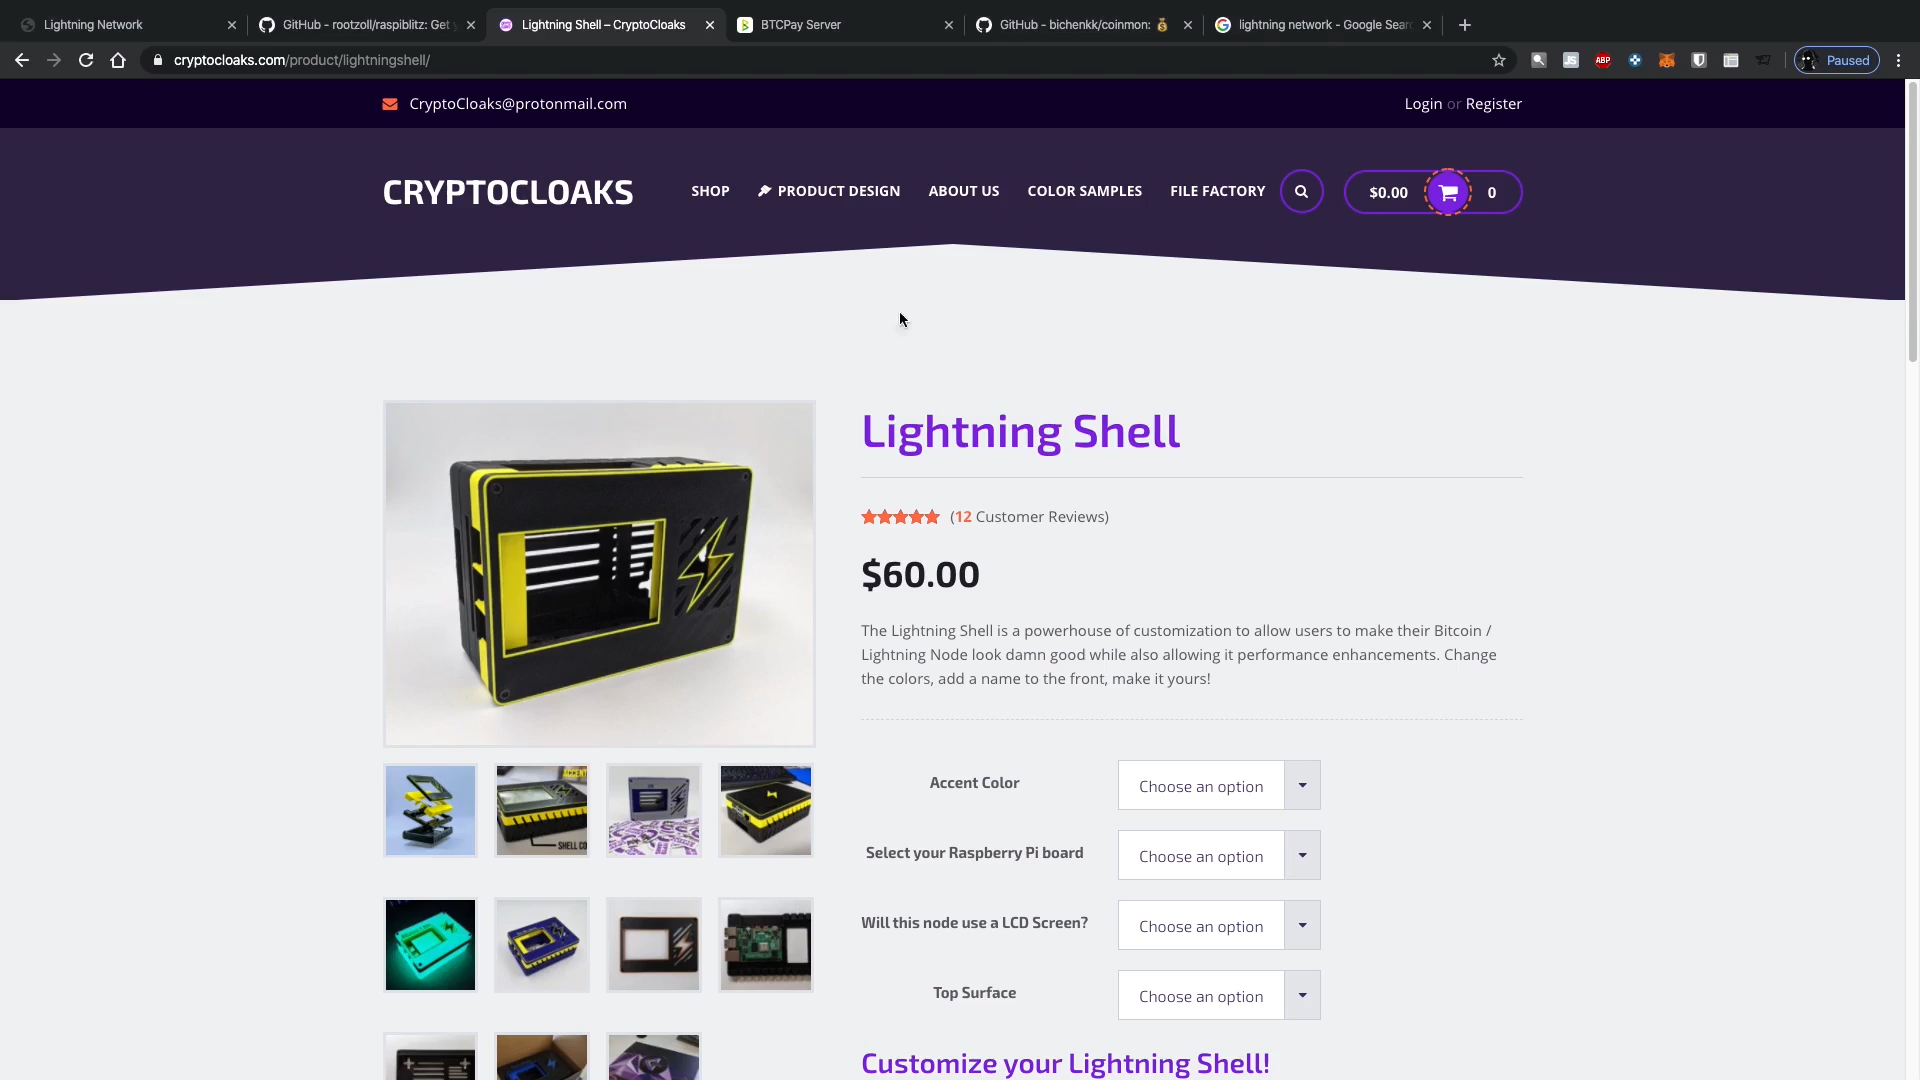 Lightning Network
GitHub - rootzoll/raspiblitz: Get
Lightning Shell – CryptoCloaks
BTCPay Server
GitHub - bichenkk/coinmon: 💰
lightning network - Google Sear
cryptocloaks.com/product/lightningshell/
JS
ABP
Paused
CryptoCloaks@protonmail.com
Login or Register
CRYPTOCLOAKS
SHOP
PRODUCT DESIGN
ABOUT US
COLOR SAMPLES
FILE FACTORY
$0.00
0
Lightning Shell
(12 Customer Reviews)
$60.00
The Lightning Shell is a powerhouse of customization to allow users to make their Bitcoin /
Lightning Node look damn good while also allowing it performance enhancements. Change
the colors, add a name to the front, make it yours!
Accent Color
Choose an option
Select your Raspberry Pi board
Choose an option
Will this node use a LCD Screen?
Choose an option
Top Surface
Choose an option
ACCENT
SHELL CO
Customize your Lightning Shell!